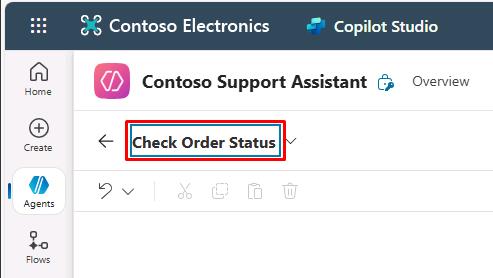 Contoso Electronics Copilot Studio
Contoso Support Assistant Overview
Home
Check Order Status
Create
Agents
Flows